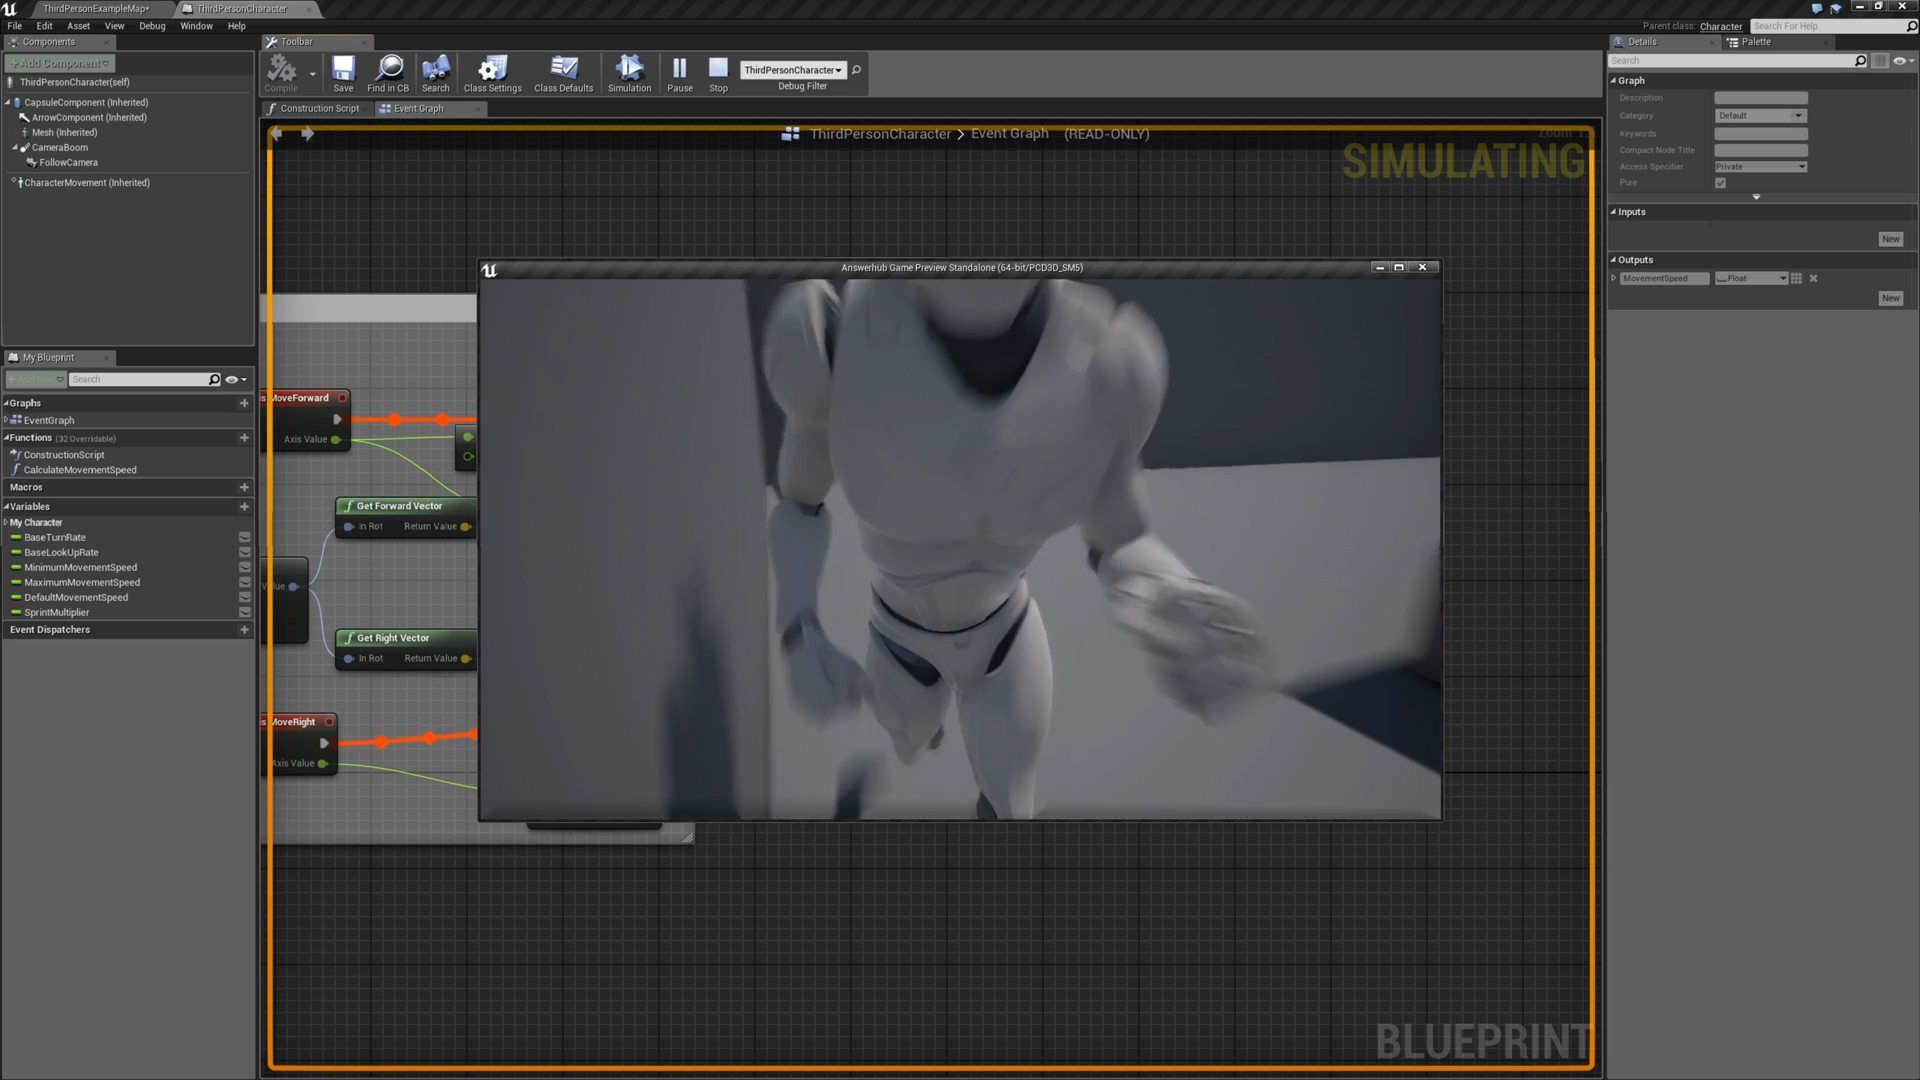 ThirdPersonExampleMap*
ThirdPersonCharacter
File Edit Asset View Debug Window Help
Parent class: Character
Search For Help
Components
+Add Component
ThirdPersonCharacter(self)
CapsuleComponent (Inherited)
ArrowComponent (Inherited)
Mesh (Inherited)
CameraBoom
FollowCamera
CharacterMovement (Inherited)
Toolbar
Compile
Save
Find in CB
Search
Class Settings
Class Defaults
Simulation
Pause
Stop
ThirdPersonCharacter
Debug Filter
Construction Script
Event Graph
ThirdPersonCharacter > Event Graph (READ-ONLY)
SIMULATING
My Blueprint
Search
Graphs
EventGraph
Functions (32 Overridable)
ConstructionScript
CalculateMovementSpeed
Macros
Variables
My Character
BaseTurnRate
BaseLookUpRate
MinimumMovementSpeed
MaximumMovementSpeed
DefaultMovementSpeed
SprintMultiplier
Event Dispatchers
MoveForward
Axis Value
Get Forward Vector
In Rot Return Value
Get Right Vector
In Rot Return Value
MoveRight
Axis Value
Answerhub Game Preview Standalone (64-bit/PCD3D_SM5)
BLUEPRINT
Details
Palette
Search
Graph
Description
Category Default
Keywords
Compact Node Title
Access Specifier Private
Pure
Inputs
New
Outputs
MovementSpeed Float
New